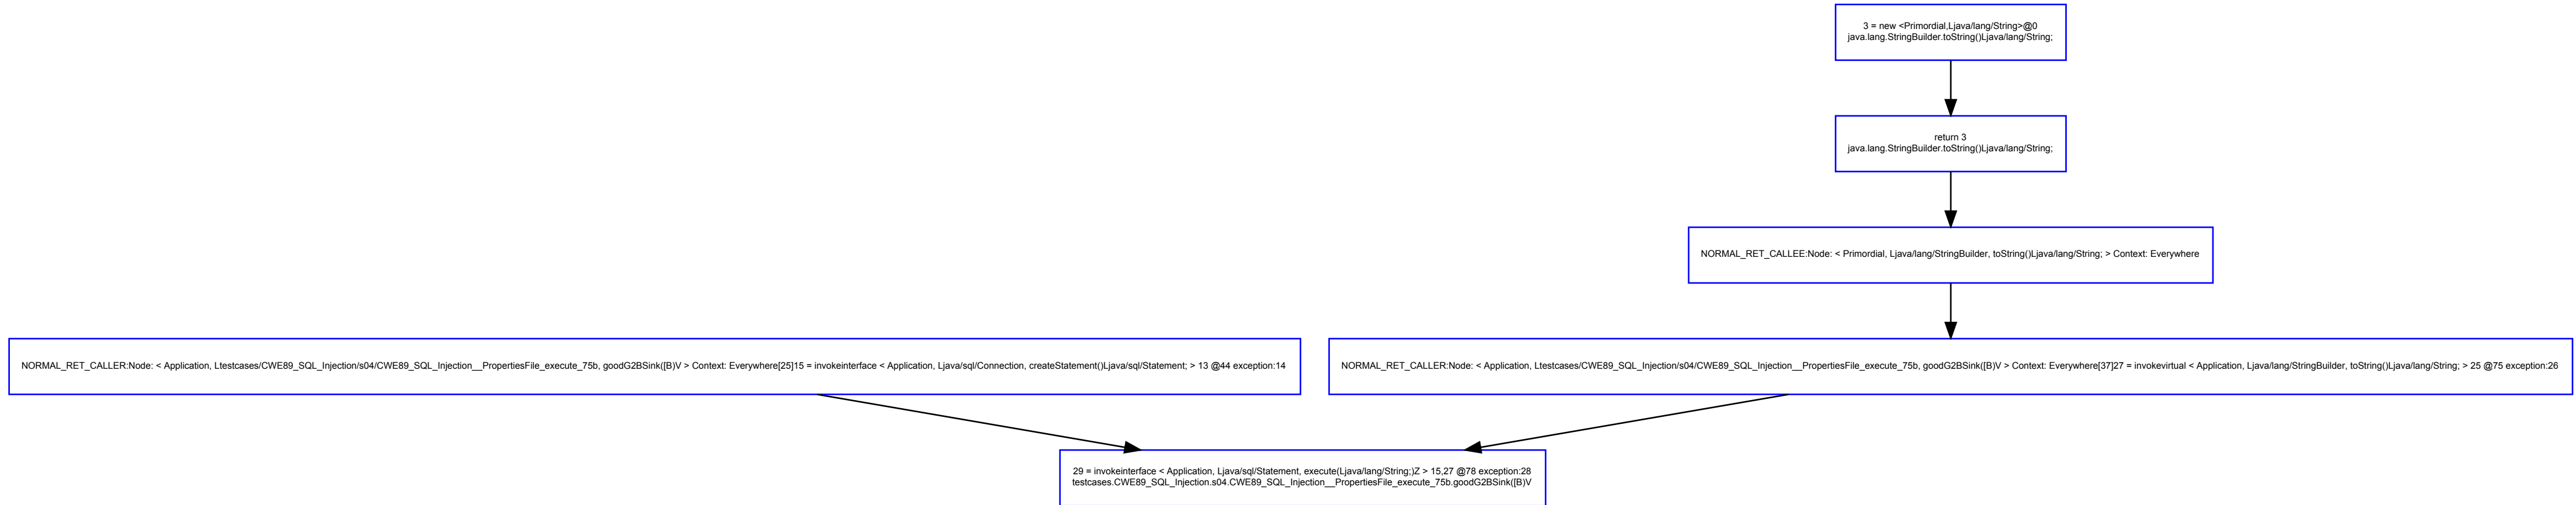 3 = new <Primordial,Ljava/lang/String>@0
java.lang.StringBuilder.toString()Ljava/lang/String;
return 3
java.lang.StringBuilder.toString()Ljava/lang/String;
NORMAL_RET_CALLEE:Node: < Primordial, Ljava/lang/StringBuilder, toString()Ljava/lang/String; > Context: Everywhere
NORMAL_RET_CALLER:Node: < Application, Ltestcases/CWE89_SQL_Injection/s04/CWE89_SQL_Injection__PropertiesFile_execute_75b, goodG2BSink([B)V > Context: Everywhere[25]15 = invokeinterface < Application, Ljava/sql/Connection, createStatement()Ljava/sql/Statement; > 13 @44 exception:14
NORMAL_RET_CALLER:Node: < Application, Ltestcases/CWE89_SQL_Injection/s04/CWE89_SQL_Injection__PropertiesFile_execute_75b, goodG2BSink([B)V > Context: Everywhere[37]27 = invokevirtual < Application, Ljava/lang/StringBuilder, toString()Ljava/lang/String; > 25 @75 exception:26
29 = invokeinterface < Application, Ljava/sql/Statement, execute(Ljava/lang/String;)Z > 15,27 @78 exception:28
testcases.CWE89_SQL_Injection.s04.CWE89_SQL_Injection__PropertiesFile_execute_75b.goodG2BSink([B)V